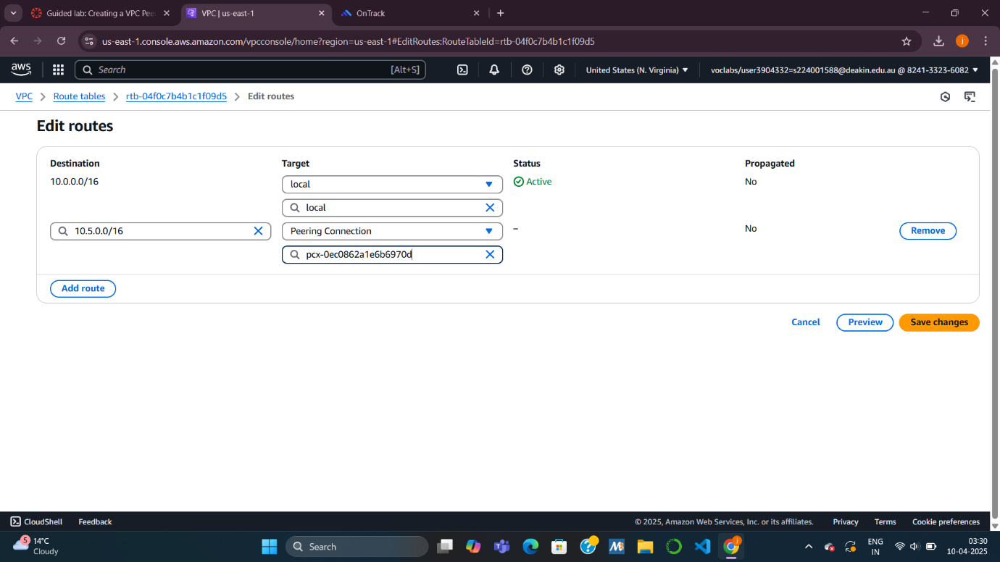 Guided lab: Creating a VPC Pee
VPC | us-east-1
OnTrack
us-east-1.console.aws.amazon.com/vpcconsole/home?region=us-east-1#EditRoutes:RouteTableId=rtb-04f0c7b4b1c1f09d5
j
aws
Search
[Alt+S]
United States (N. Virginia)
voclabs/user3904332=s224001588@deakin.edu.au @ 8241-3323-6082
VPC > Route tables > rtb-04f0c7b4b1c1f09d5 > Edit routes
Edit routes
Destination Target Status Propagated
10.0.0.0/16 local Active No
local
10.5.0.0/16 Peering Connection – No Remove
pcx-0ec0862a1e6b6970d
Add route
Cancel Preview Save changes
CloudShell Feedback © 2025, Amazon Web Services, Inc. or its affiliates. Privacy Terms Cookie preferences
5
14°C
Cloudy
Search
j
ENG
IN
03:30
10-04-2025